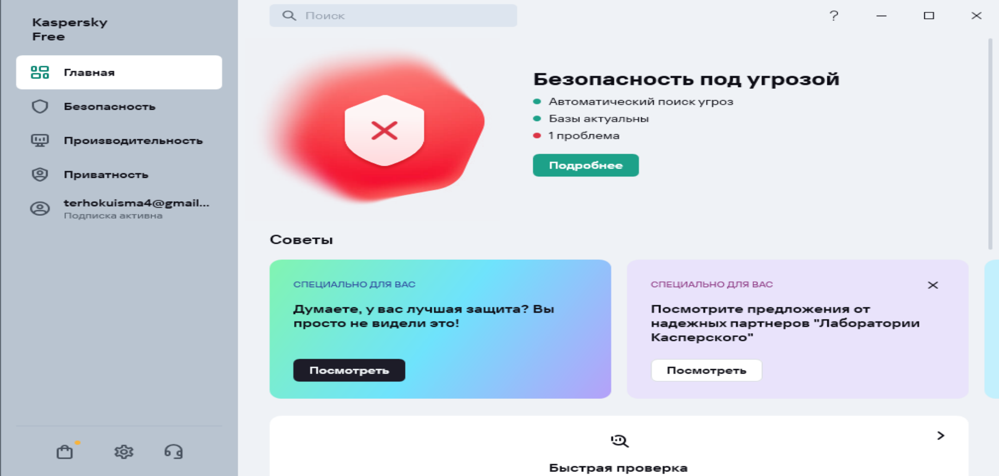 Kaspersky
Free
Главная
Безопасность
Производительность
Приватность
terhokuisma4@gmail...
Подписка активна
Поиск
Безопасность под угрозой
Автоматический поиск угроз
Базы актуальны
1 проблема
Подробнее
Советы
СПЕЦИАЛЬНО ДЛЯ ВАС
Думаете, у вас лучшая защита? Вы
просто не видели это!
Посмотреть
СПЕЦИАЛЬНО ДЛЯ ВАС
Посмотрите предложения от
надежных партнеров "Лаборатории
Касперского"
Посмотреть
Быстрая проверка